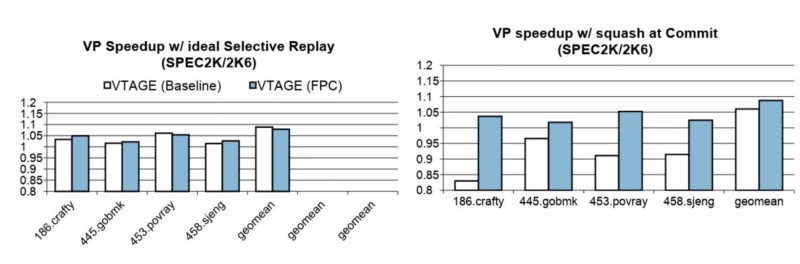 VP Speedup w/ ideal Selective Replay
(SPEC2K/2K6)
VTAGE (Baseline) VTAGE (FPC)
1.2
1.15
1.1
1.05
1
0.95
0.9
0.85
0.8
186.crafty
445.gobmk
453.povray
458.sjeng
geomean
geomean
geomean
VP speedup w/ squash at Commit
(SPEC2K/2K6)
1.2
1.15
1.1
1.05
1
0.95
0.9
0.85
0.8
186.crafty 445.gobmk 453.povray 458.sjeng geomean